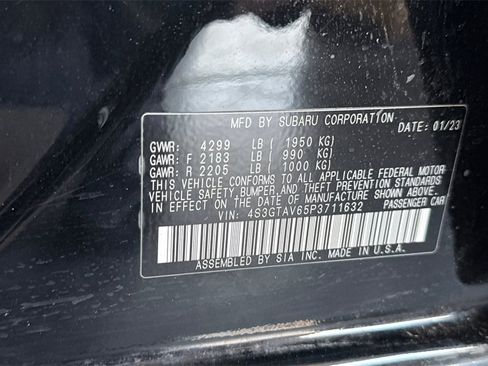 MFD BY SUBARU CORPORATION
DATE: 01/23
GVWR: 4299 LB ( 1950 KG)
GAWR: F 2183 LB ( 990 KG)
GAWR: R 2205 LB ( 1000 KG)
THIS VEHICLE CONFORMS TO ALL APPLICABLE FEDERAL MOTOR
VEHICLE SAFETY, BUMPER, AND THEFT PREVENTION STANDARDS
IN EFFECT ON THE DATE OF MANUFACTURE SHOWN ABOVE.
VIN: 4S3GTAV65P3711632 PASSENGER CAR
ASSEMBLED BY SIA INC. MADE IN U.S.A.